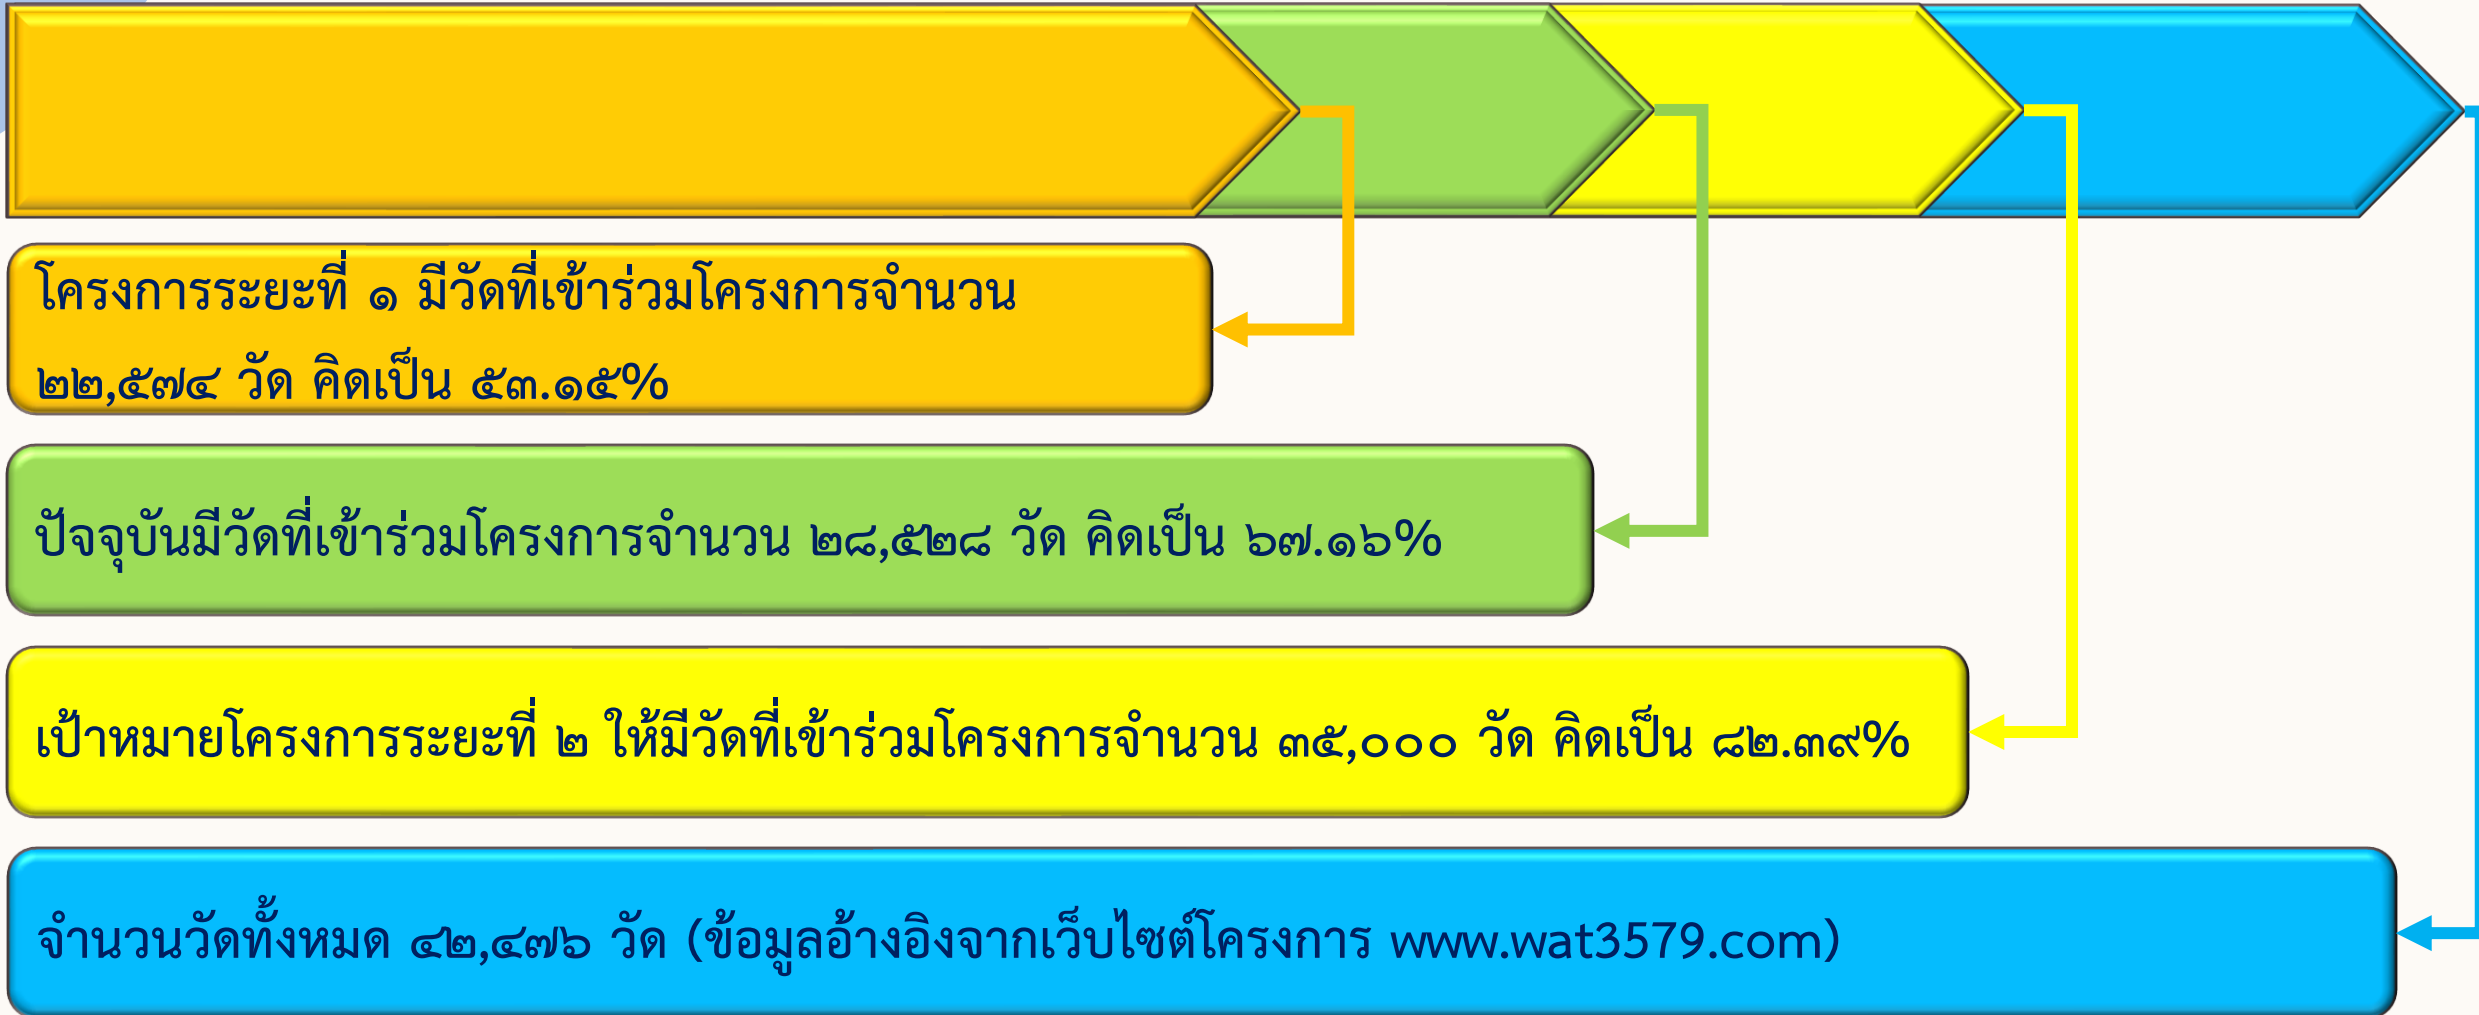 โครงการระยะที่ ๑ มีวัดที่เข้าร่วมโครงการจำนวน
๒๒,๕๗๔ วัด คิดเป็น ๕๓.๑๕%
ปัจจุบันมีวัดที่เข้าร่วมโครงการจำนวน ๒๘,๕๒๘ วัด คิดเป็น ๖๗.๑๖%
เป้าหมายโครงการระยะที่ ๒ ให้มีวัดที่เข้าร่วมโครงการจำนวน ๓๕,๐๐๐ วัด คิดเป็น ๘๒.๓๙%
จำนวนวัดทั้งหมด ๔๒,๔๗๖ วัด (ข้อมูลอ้างอิงจากเว็บไซต์โครงการ www.wat3579.com)